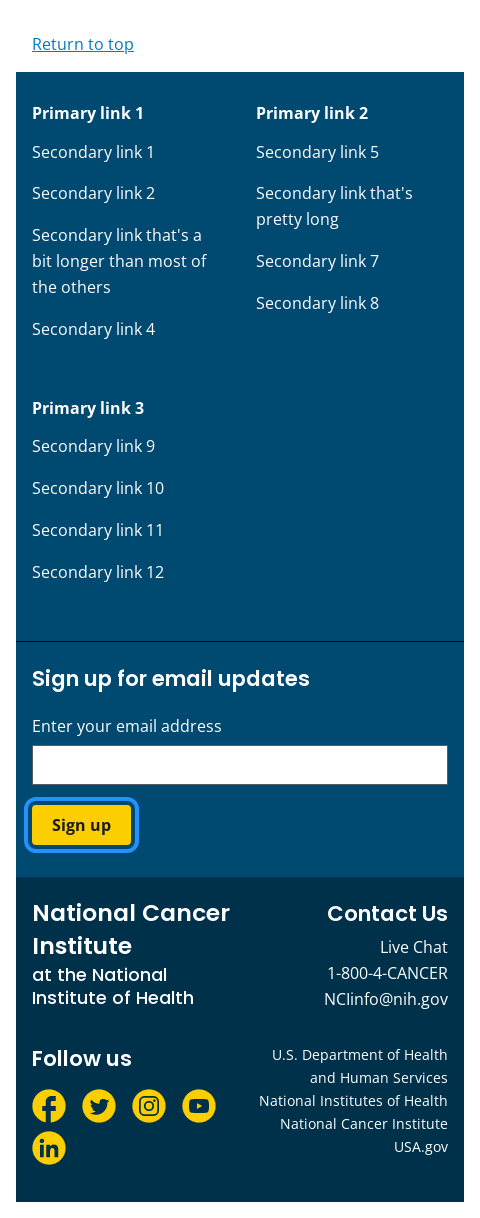 Return to top
Primary link 1
Secondary link 1
Secondary link 2
Secondary link that's a
bit longer than most of
the others
Secondary link 4
Primary link 2
Secondary link 5
Secondary link that's
pretty long
Secondary link 7
Secondary link 8
Primary link 3
Secondary link 9
Secondary link 10
Secondary link 11
Secondary link 12
Sign up for email updates
Enter your email address
Sign up
National Cancer
Institute
at the National
Institute of Health
Contact Us
Live Chat
1-800-4-CANCER
NCIinfo@nih.gov
Follow us
U.S. Department of Health
and Human Services
National Institutes of Health
National Cancer Institute
USA.gov